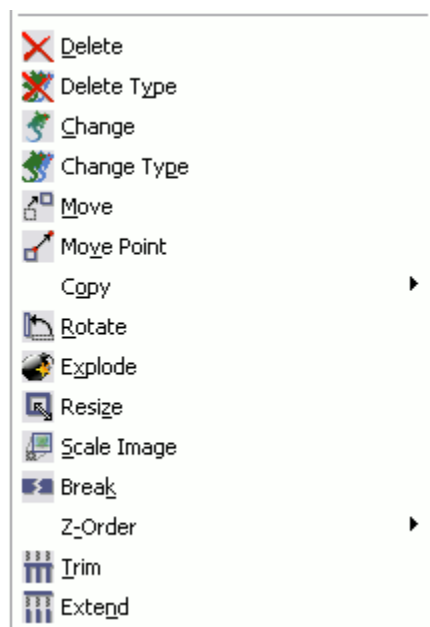 Delete
Delete Type
Change
Change Type
Move
Move Point
Copy
Rotate
Explode
Resize
Scale Image
Break
Z-Order
Trim
Extend